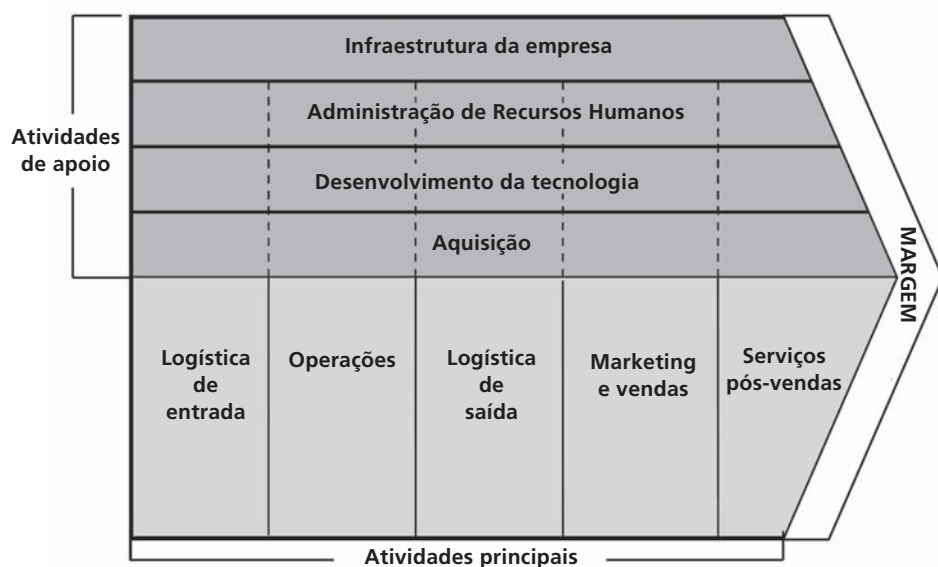 Infraestrutura da empresa
Administração de Recursos Humanos
Atividades
de apoio
Desenvolvimento da tecnologia
Aquisição
MARGEM
Logística
de
entrada
Operações
Logística
de
saída
Marketing
e vendas
Serviços
pós-vendas
Atividades principais